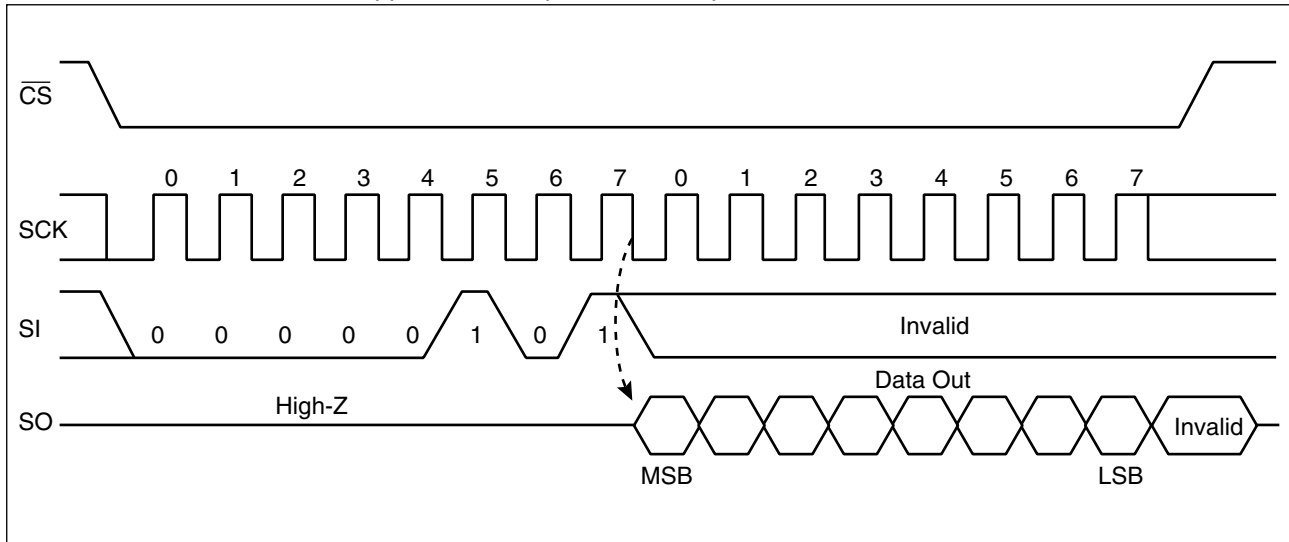 CS
0 1 2 3 4 5 6 7 0 1 2 3 4 5 6 7
SCK
SI 0 0 0 0 0 1 0 1 Invalid
Data Out
High-Z
SO Invalid
MSB LSB